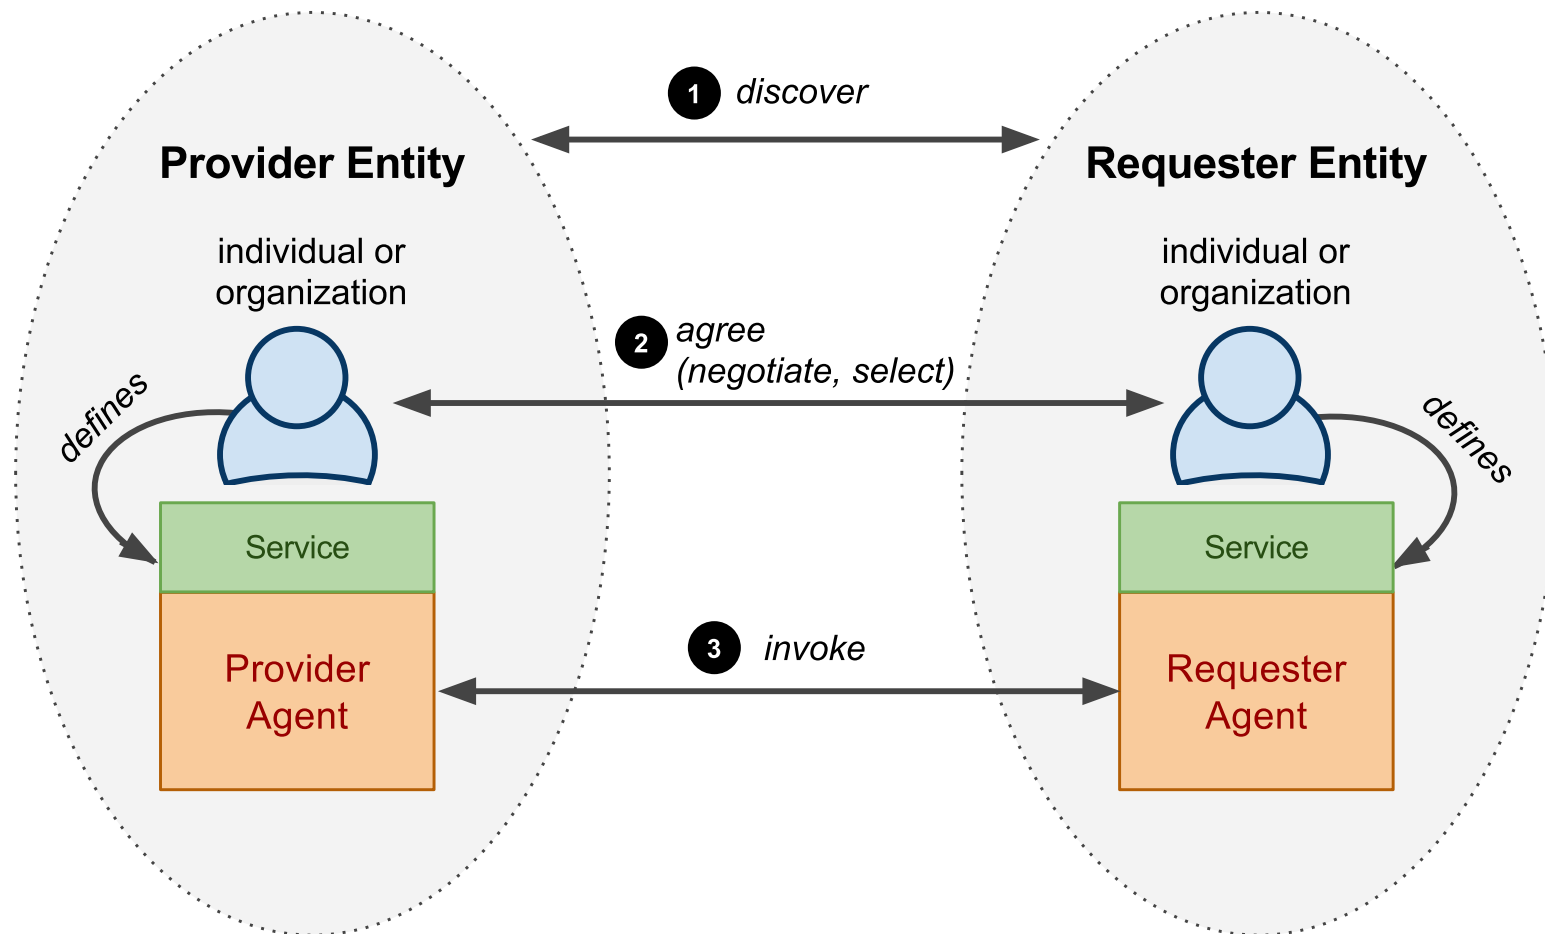 1 discover
Provider Entity
Requester Entity
individual or
organization
individual or
organization
2 agree
(negotiate, select)
defines
defines
Service
Service
3 invoke
Provider
Agent
Requester
Agent